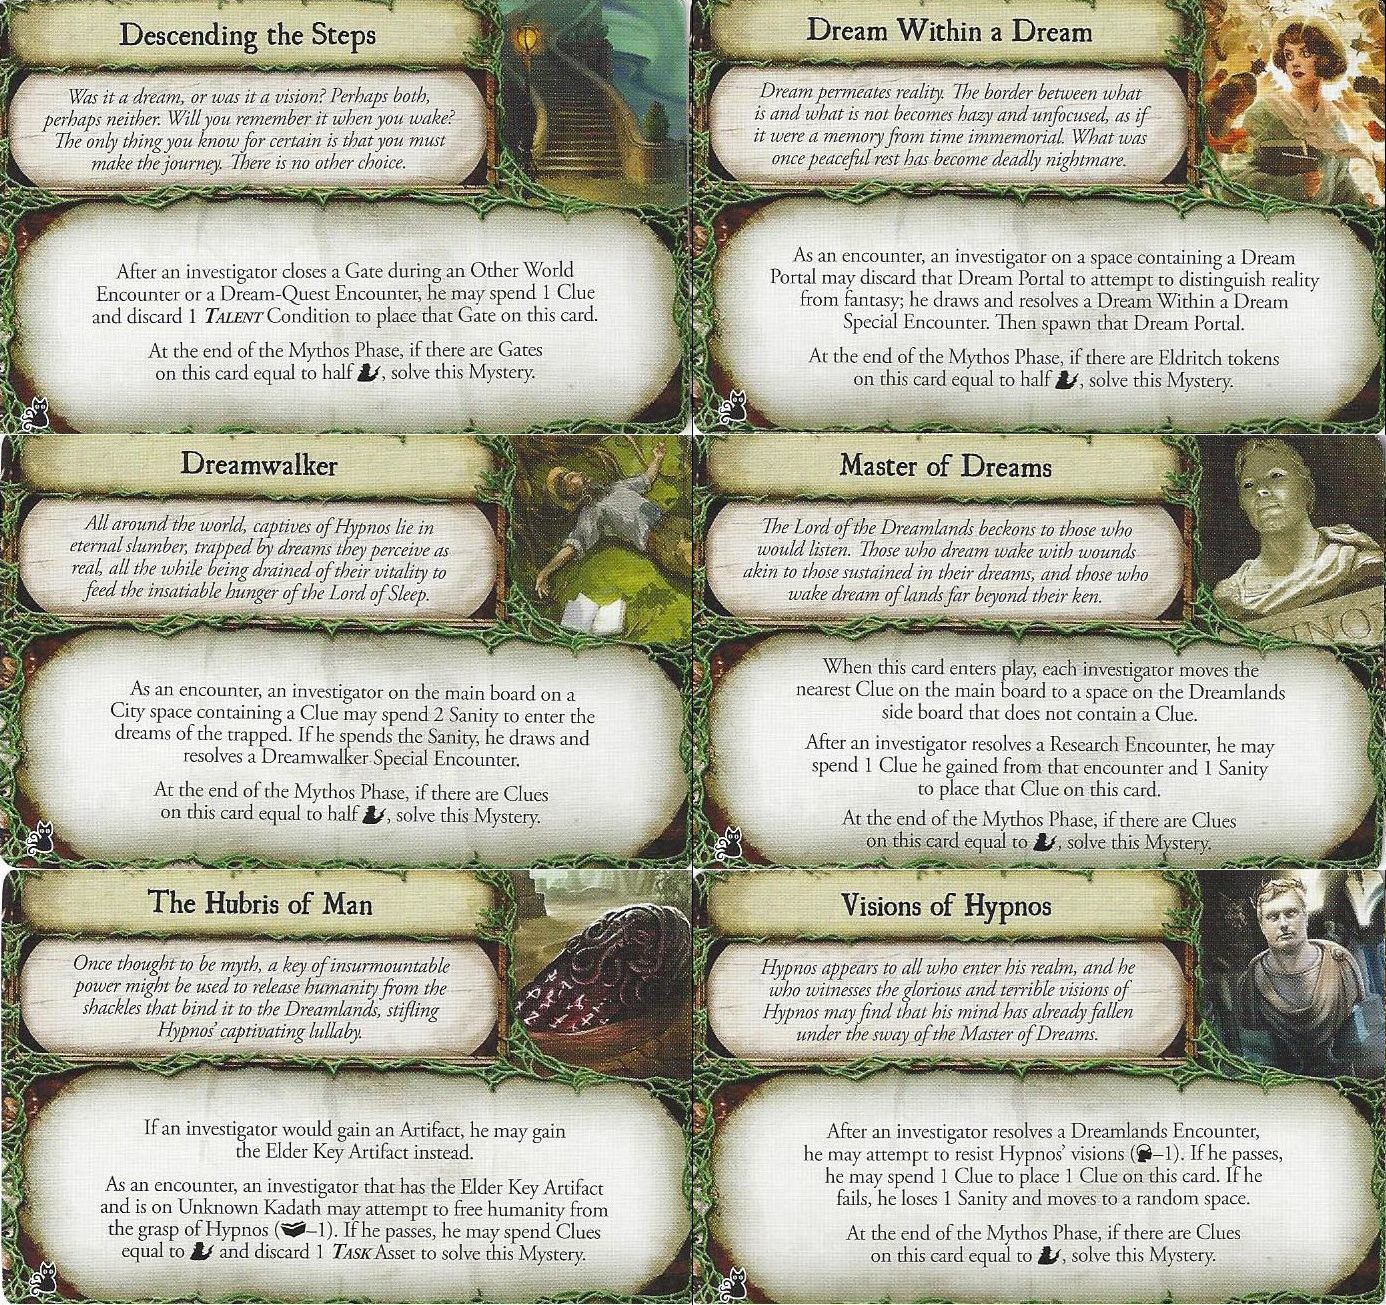 Descending the Steps
Was it a dream, or was it a vision? Perhaps both,
perhaps neither. Will you remember it when you wake?
The only thing you know for certain is that you must
make the journey. There is no other choice.
After an investigator closes a Gate during an Other World
Encounter or a Dream-Quest Encounter, he may spend 1 Clue
and discard 1 TALENT Condition to place that Gate on this card.
At the end of the Mythos Phase, if there are Gates
on this card equal to half , solve this Mystery.
Dream Within a Dream
Dream permeates reality. The border between what
is and what is not becomes hazy and unfocused, as if
it were a memory from time immemorial. What was
once peaceful rest has become deadly nightmare.
As an encounter, an investigator on a space containing a Dream
Portal may discard that Dream Portal to attempt to distinguish reality
from fantasy; he draws and resolves a Dream Within a Dream
Special Encounter. Then spawn that Dream Portal.
At the end of the Mythos Phase, if there are Eldritch tokens
on this card equal to half , solve this Mystery.
Dreamwalker
All around the world, captives of Hypnos lie in
eternal slumber, trapped by dreams they perceive as
real, all the while being drained of their vitality to
feed the insatiable hunger of the Lord of Sleep.
As an encounter, an investigator on the main board on a
City space containing a Clue may spend 2 Sanity to enter the
dreams of the trapped. If he spends the Sanity, he draws and
resolves a Dreamwalker Special Encounter.
At the end of the Mythos Phase, if there are Clues
on this card equal to half , solve this Mystery.
Master of Dreams
The Lord of the Dreamlands beckons to those who
would listen. Those who dream wake with wounds
akin to those sustained in their dreams, and those who
wake dream of lands far beyond their ken.
When this card enters play, each investigator moves the
nearest Clue on the main board to a space on the Dreamlands
side board that does not contain a Clue.
After an investigator resolves a Research Encounter, he may
spend 1 Clue he gained from that encounter and 1 Sanity
to place that Clue on this card.
At the end of the Mythos Phase, if there are Clues
on this card equal to , solve this Mystery.
The Hubris of Man
Once thought to be myth, a key of insurmountable
power might be used to release humanity from the
shackles that bind it to the Dreamlands, stifling
Hypnos' captivating lullaby.
If an investigator would gain an Artifact, he may gain
the Elder Key Artifact instead.
As an encounter, an investigator that has the Elder Key Artifact
and is on Unknown Kadath may attempt to free humanity from
the grasp of Hypnos (–1). If he passes, he may spend Clues
equal to and discard 1 TASK Asset to solve this Mystery.
Visions of Hypnos
Hypnos appears to all who enter his realm, and he
who witnesses the glorious and terrible visions of
Hypnos may find that his mind has already fallen
under the sway of the Master of Dreams.
After an investigator resolves a Dreamlands Encounter,
he may attempt to resist Hypnos' visions (–1). If he passes,
he may spend 1 Clue to place 1 Clue on this card. If he
fails, he loses 1 Sanity and moves to a random space.
At the end of the Mythos Phase, if there are Clues
on this card equal to , solve this Mystery.